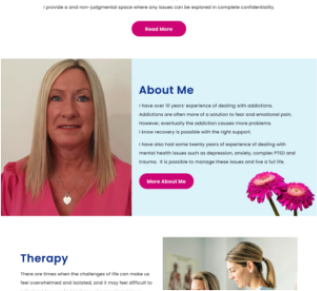 I provide a and non-judgmental space where any issues can be explored in complete confidentiality.
Read More
About Me
I have over 10 years' experience of dealing with addictions.
Addictions are often more of a solution to fear and emotional pain.
However, eventually the addiction causes more problems.
I know recovery is possible with the right support.
I have also had some twenty years of experience of dealing with
mental health issues such as depression, anxiety, complex PTSD and
trauma. It is possible to manage these issues and live a full life.
More About Me
Therapy
There are times when the challenges of life can make us
feel overwhelmed and isolated, and it may feel difficult to